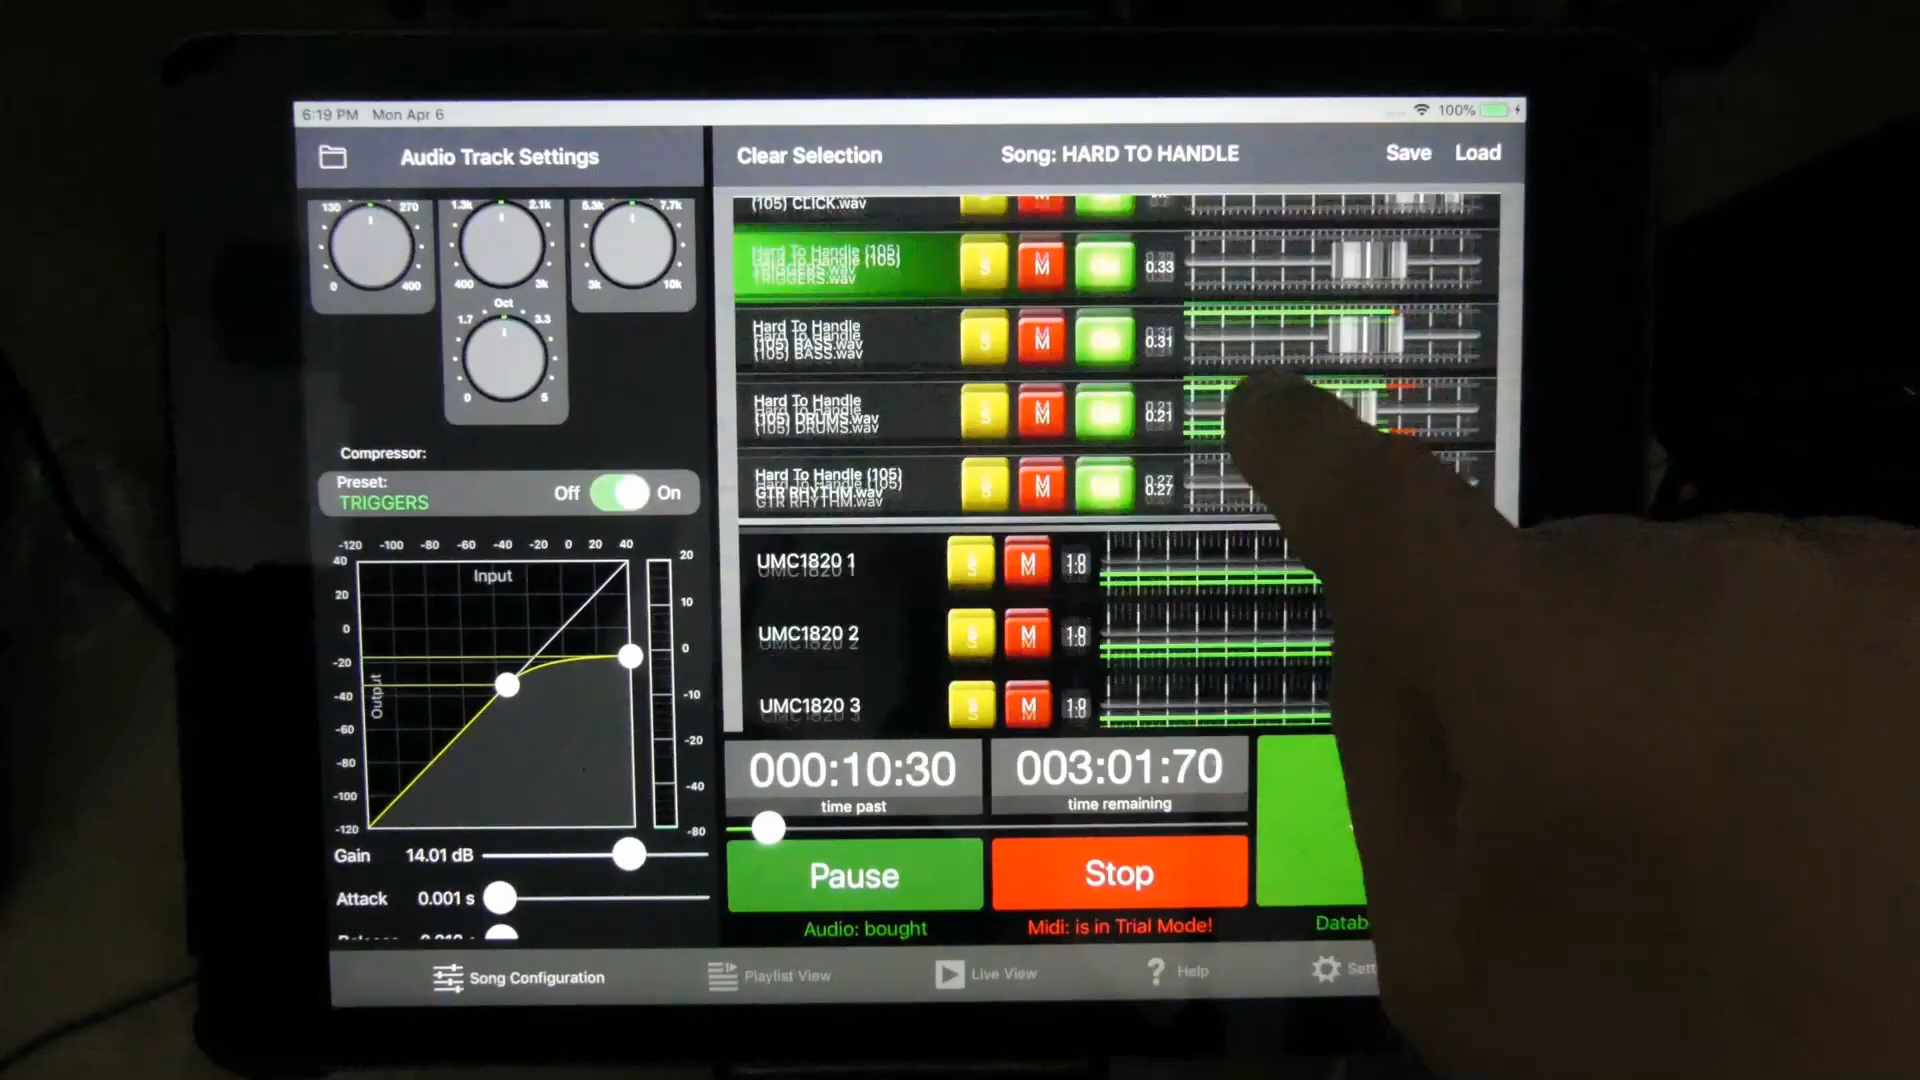 6:19 PM Mon Apr 6
100%
Audio Track Settings
Clear Selection
Song: HARD TO HANDLE
Save
Load
130 270
0 400
1.3k 2.1k
400 3k
5.3k 7.7k
3k 10k
Oct
1.7 3.3
0 5
(105) CLICK.wav
S M
Hard To Handle (105)
TRIGGERS.wav
S M 0.33
Hard To Handle
(105) BASS.wav
S M 0.31
Hard To Handle
(105) DRUMS.wav
S M 0.21
Hard To Handle (105)
GTR RHYTHM.wav
S M 0.27
Compressor:
Preset:
TRIGGERS
Off On
-120 -100 -80 -60 -40 -20 0 20 40
Input
Output
40
20
0
-20
-40
-60
-80
-100
-120
20
10
0
-10
-20
-40
-80
Gain 14.01 dB
Attack 0.001 s
UMC1820 1
S M 1.0
UMC1820 2
S M 1.0
UMC1820 3
S M 1.0
000:10:30
time past
003:01:70
time remaining
Pause
Stop
Audio: bought
Midi: is in Trial Mode!
Datab
Song Configuration
Playlist View
Live View
? Help
Sett